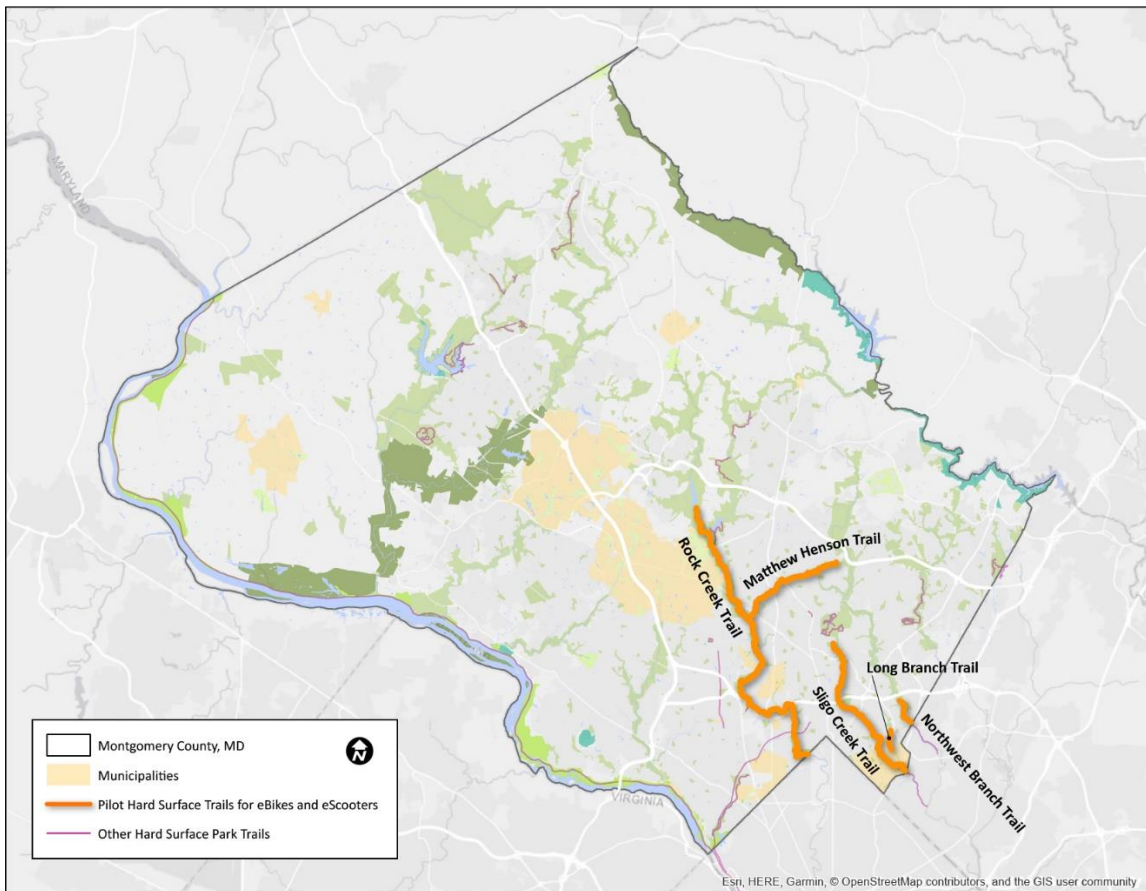 MARYLAND
Rock Creek Trail
Matthew Henson Trail
Long Branch Trail
Sligo Creek Trail
Northwest Branch Trail
VIRGINIA
N
Montgomery County, MD
Municipalities
Pilot Hard Surface Trails for eBikes and eScooters
Other Hard Surface Park Trails
Esri, HERE, Garmin, © OpenStreetMap contributors, and the GIS user community